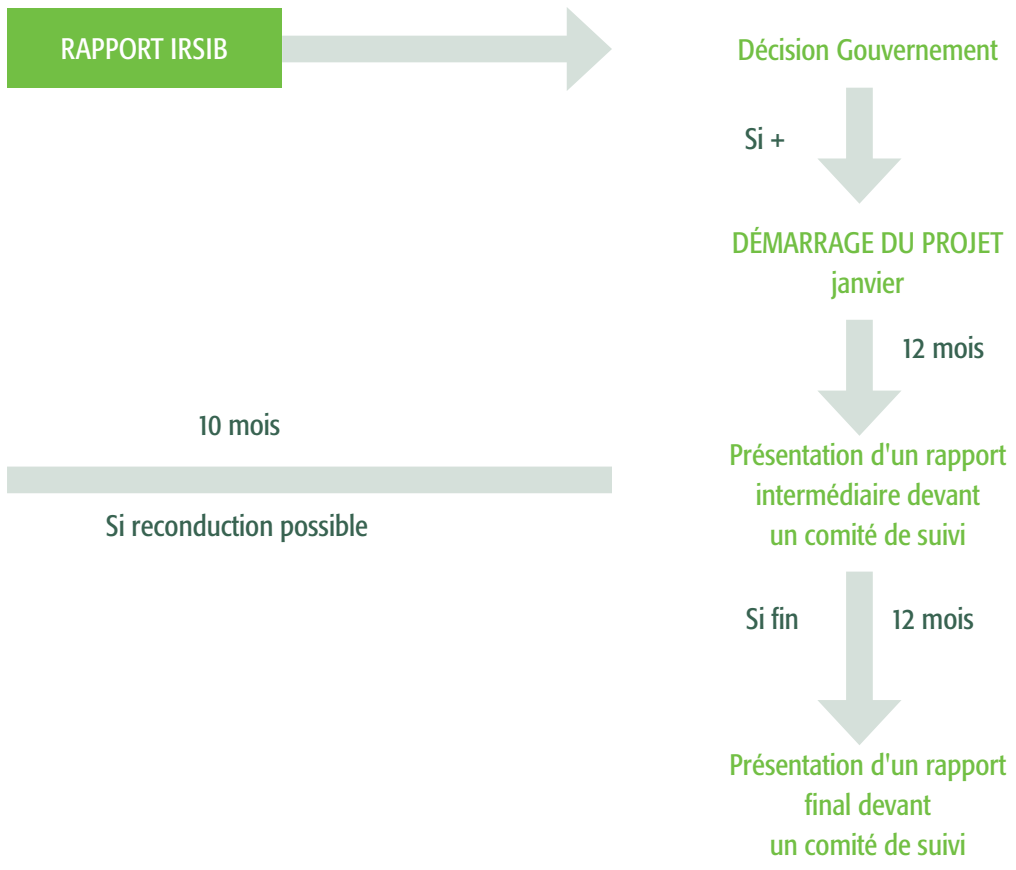 RAPPORT IRSIB
Décision Gouvernement
Si +
DÉMARRAGE DU PROJET
janvier
12 mois
10 mois
Si reconduction possible
Présentation d'un rapport
intermédiaire devant
un comité de suivi
Si fin
12 mois
Présentation d'un rapport
final devant
un comité de suivi